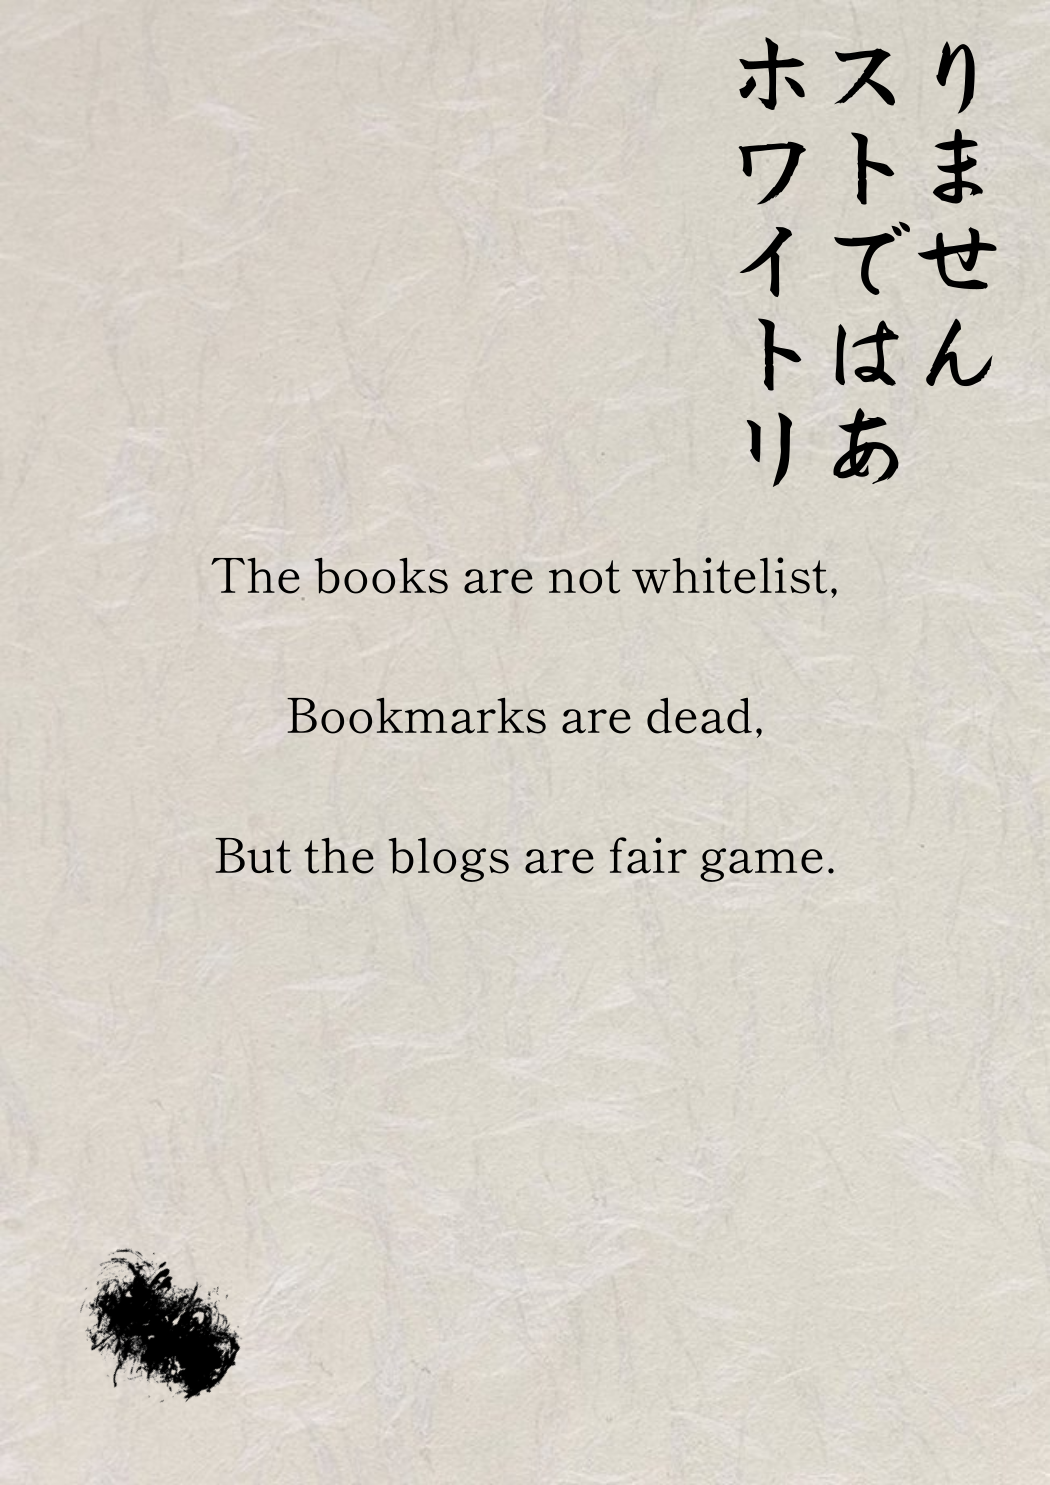 ホワイトリ
ストではあ
りません
The books are not whitelist,
Bookmarks are dead,
But the blogs are fair game.